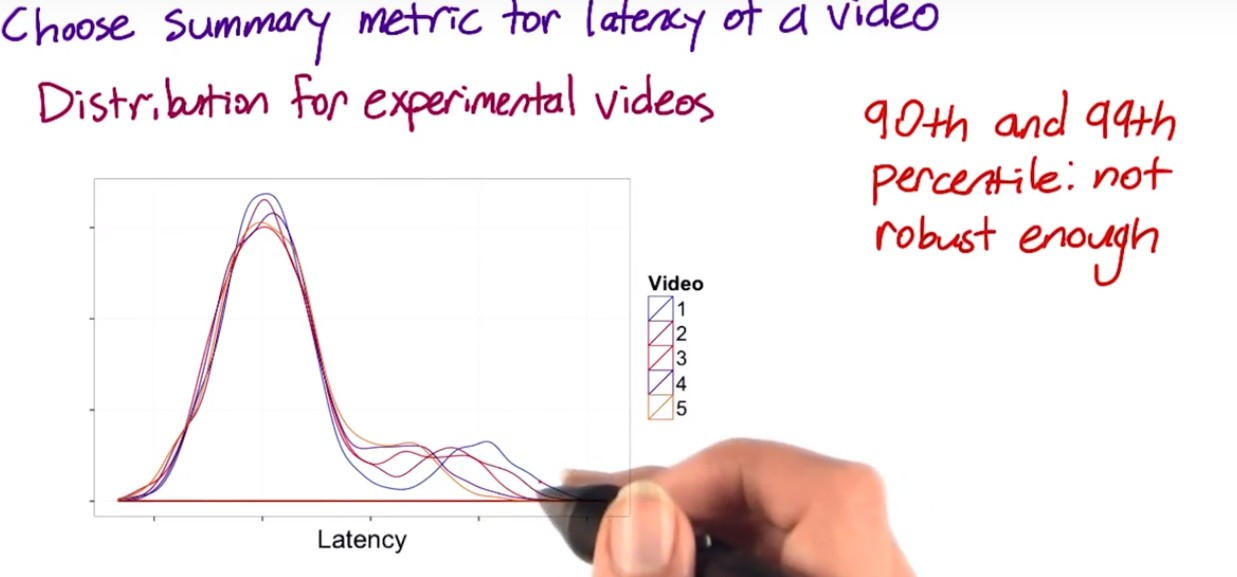 Choose summary metric for latency of a video
Distribution for experimental videos
90th and 99th
percentile: not
robust enough
Video
1
2
3
4
5
Latency